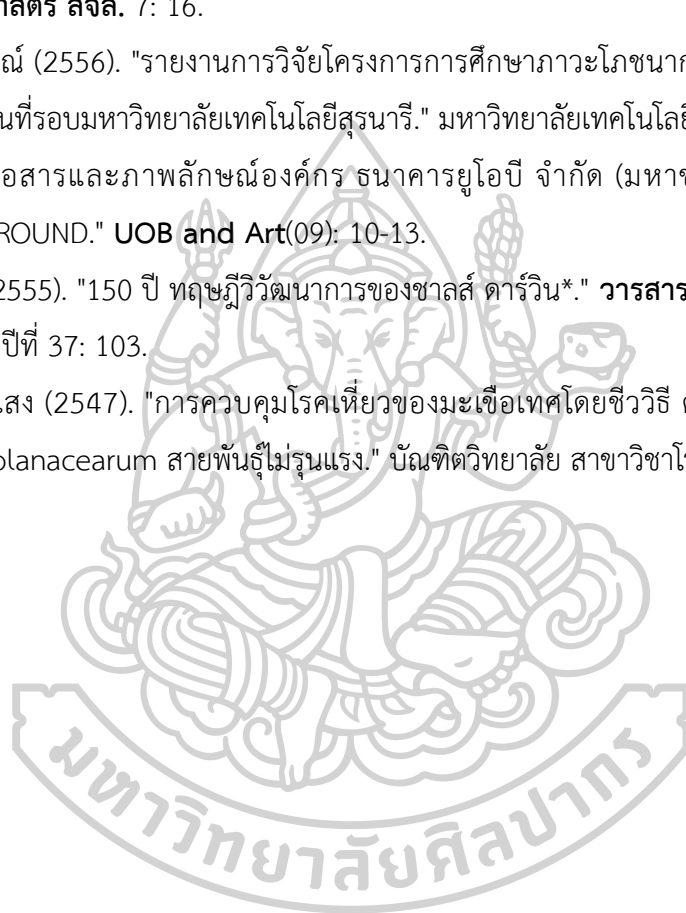 าสตร์ สจล. 7: 16.
ณ์ (2556). "รายงานการวิจัยโครงการการศึกษาภาวะโภชนาก
นที่รอบมหาวิทยาลัยเทคโนโลยีสุรนารี." มหาวิทยาลัยเทคโนโลยี
อสารและภาพลักษณ์องค์กร ธนาคารยูโอบี จำกัด (มหาช
ROUND." UOB and Art(09): 10-13.
2555). "150 ปี ทฤษฎีวิวัฒนาการของชาลส์ ดาร์วิน*." วารสาร
ปีที่ 37: 103.
สง (2547). "การควบคุมโรคเหี่ยวของมะเขือเทศโดยชีววิธี ด
olanacearum สายพันธุ์ไม่รุนแรง." บัณฑิตวิทยาลัย สาขาวิชาโร
มหาวิทยาลัยศิลปากร